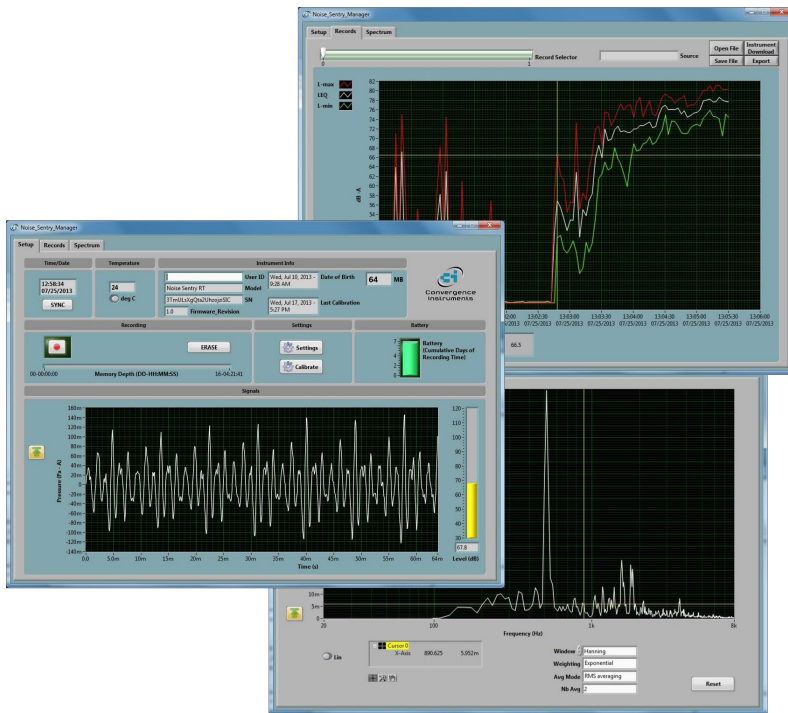 Noise_Sentry_Manager
Setup Records Spectrum
0 1 Record Selector
Source
Open File Instrument Download
Save File Export
L-max
LEQ
L-min
82
80
78
76
74
72
70
68
66
64
62
60
58
56
54
dB -A
13:02:30 13:03:00 13:03:30 13:04:00 13:04:30 13:05:00 13:05:30 13:06:00
07/25/2013 07/25/2013 07/25/2013 07/25/2013 07/25/2013 07/25/2013 07/25/2013
66.5
Noise_Sentry_Manager
Setup Records Spectrum
Time/Date Temperature Instrument Info
12:58:34
07/25/2013
SYNC
24
deg C
User ID
Noise Sentry RT Model
SN
1.0 Firmware_Revision
Wed, Jul 10, 2013 - 9:28 AM Date of Birth
64 MB
Wed, Jul 17, 2013 - 5:27 PM Last Calibration
Convergence
Instruments
Recording Settings Battery
ERASE
00-00:00:00 Memory Depth (DD-HH:MM:SS) 16-04:21:41
Settings
Calibrate
7
4
2
0
Battery
(Cumulative Days of
Recording Time)
Signals
160m
140m
120m
100m
80m
60m
40m
20m
0
-20m
-40m
-60m
-80m
-100m
-120m
-140m
Pressure (Pa - A)
0.0 5.0m 10m 15m 20m 25m 30m 35m 40m 45m 50m 55m 60m 64m
Time (s)
120
110
100
90
80
70
60
50
40
30
67.8
Level (dB)
10m
5m
0
20 100 1k 8k
Frequency (Hz)
Lin
Cursor 0
X-Axis 890.625 5.952m
Window Hanning
Weighting Exponential
Avg Mode RMS averaging
Nb Avg 2
Reset